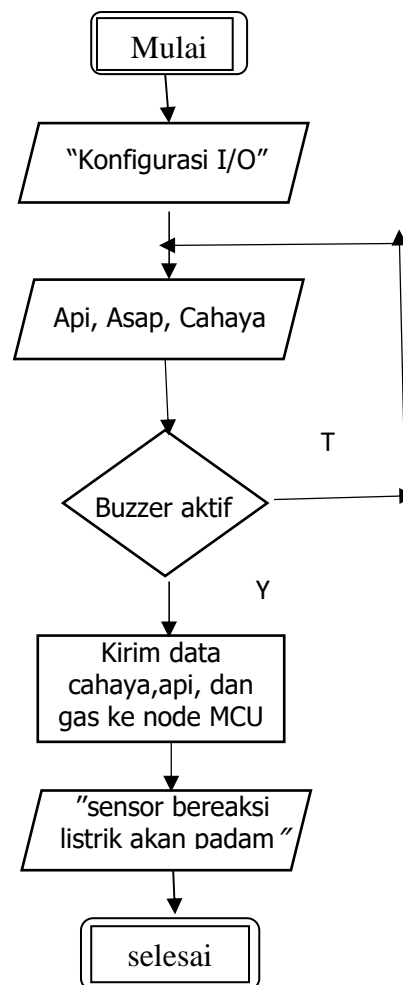 Mulai
“Konfigurasi I/O”
Api, Asap, Cahaya
T
Buzzer aktif
Y
Kirim data
cahaya,api, dan
gas ke node MCU
”sensor bereaksi
listrik akan padam ”
selesai